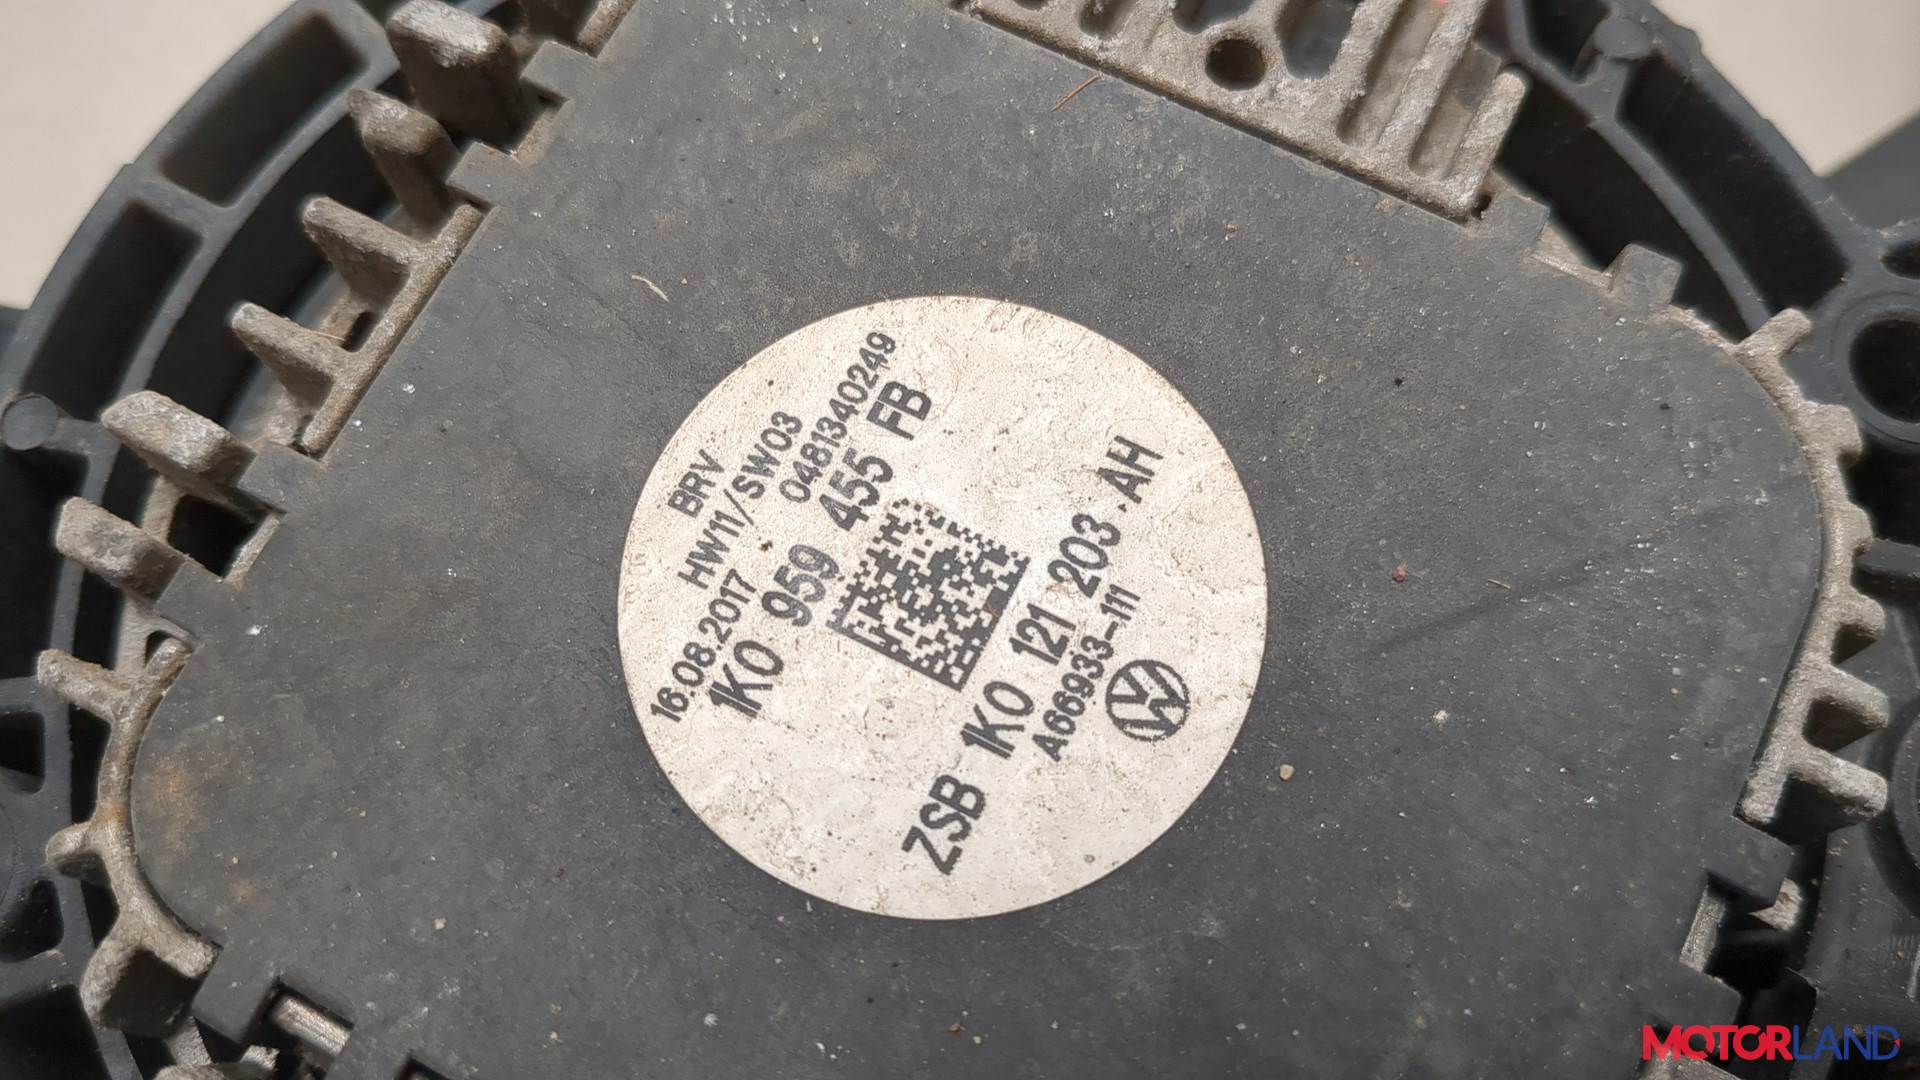 BRV
HW11/SW03
16.08.2017 0481340249
1K0 959 455 FB
ZSB 1K0 121 203 AH
A66933-111
MOTORLAND